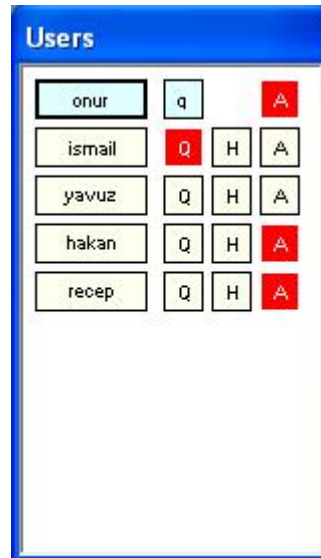 Users
onur q A
ismail Q H A
yavuz Q H A
hakan Q H A
recep Q H A